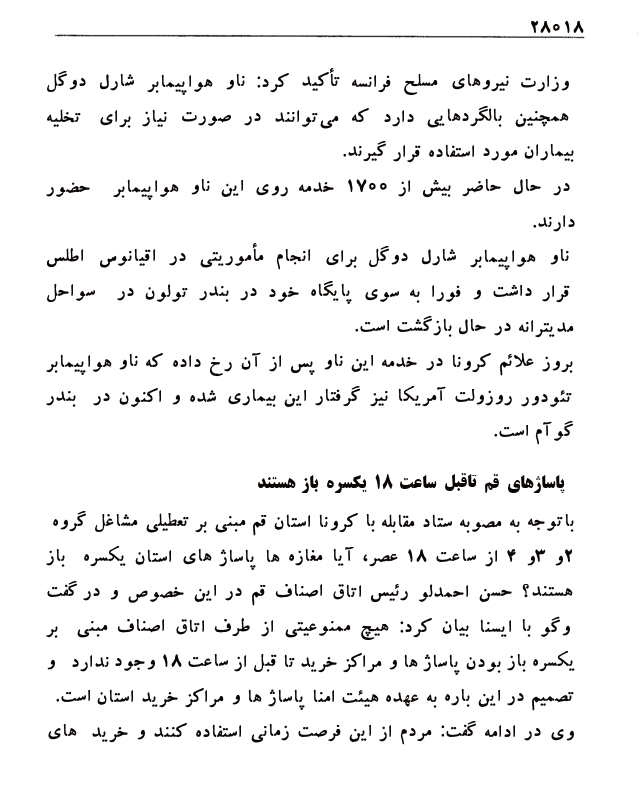 ۲۸۰۱۸
وزارت نیروهای مسلح فرانسه تأکید کرد: ناو هواپیمابر شارل دوگل
همچنین بالگردهایی دارد که می‌توانند در صورت نیاز برای تخلیه
بیماران مورد استفاده قرار گیرند.
در حال حاضر بیش از ۱۷۰۰ خدمه روی این ناو هواپیمابر حضور
دارند.
ناو هواپیمابر شارل دوگل برای انجام مأموریتی در اقیانوس اطلس
قرار داشت و فورا به سوی پایگاه خود در بندر تولون در سواحل
مدیترانه در حال بازگشت است.
بروز علائم کرونا در خدمه این ناو پس از آن رخ داده که ناو هواپیمابر
تئودور روزولت آمریکا نیز گرفتار این بیماری شده و اکنون در بندر
گوآم است.
پاساژهای قم تاقبل ساعت ۱۸ یکسره باز هستند
باتوجه به مصوبه ستاد مقابله با کرونا استان قم مبنی بر تعطیلی مشاغل گروه
۲و ۳و ۴ از ساعت ۱۸ عصر، آیا مغازه ها پاساژ های استان یکسره باز
هستند؟ حسن احمدلو رئیس اتاق اصناف قم در این خصوص و در گفت
وگو با ایسنا بیان کرد: هیچ ممنوعیتی از طرف اتاق اصناف مبنی بر
یکسره باز بودن پاساژ ها و مراکز خرید تا قبل از ساعت ۱۸ وجود ندارد و
تصمیم در این باره به عهده هیئت امنا پاساژ ها و مراکز خرید استان است.
وی در ادامه گفت: مردم از این فرصت زمانی استفاده کنند و خرید های